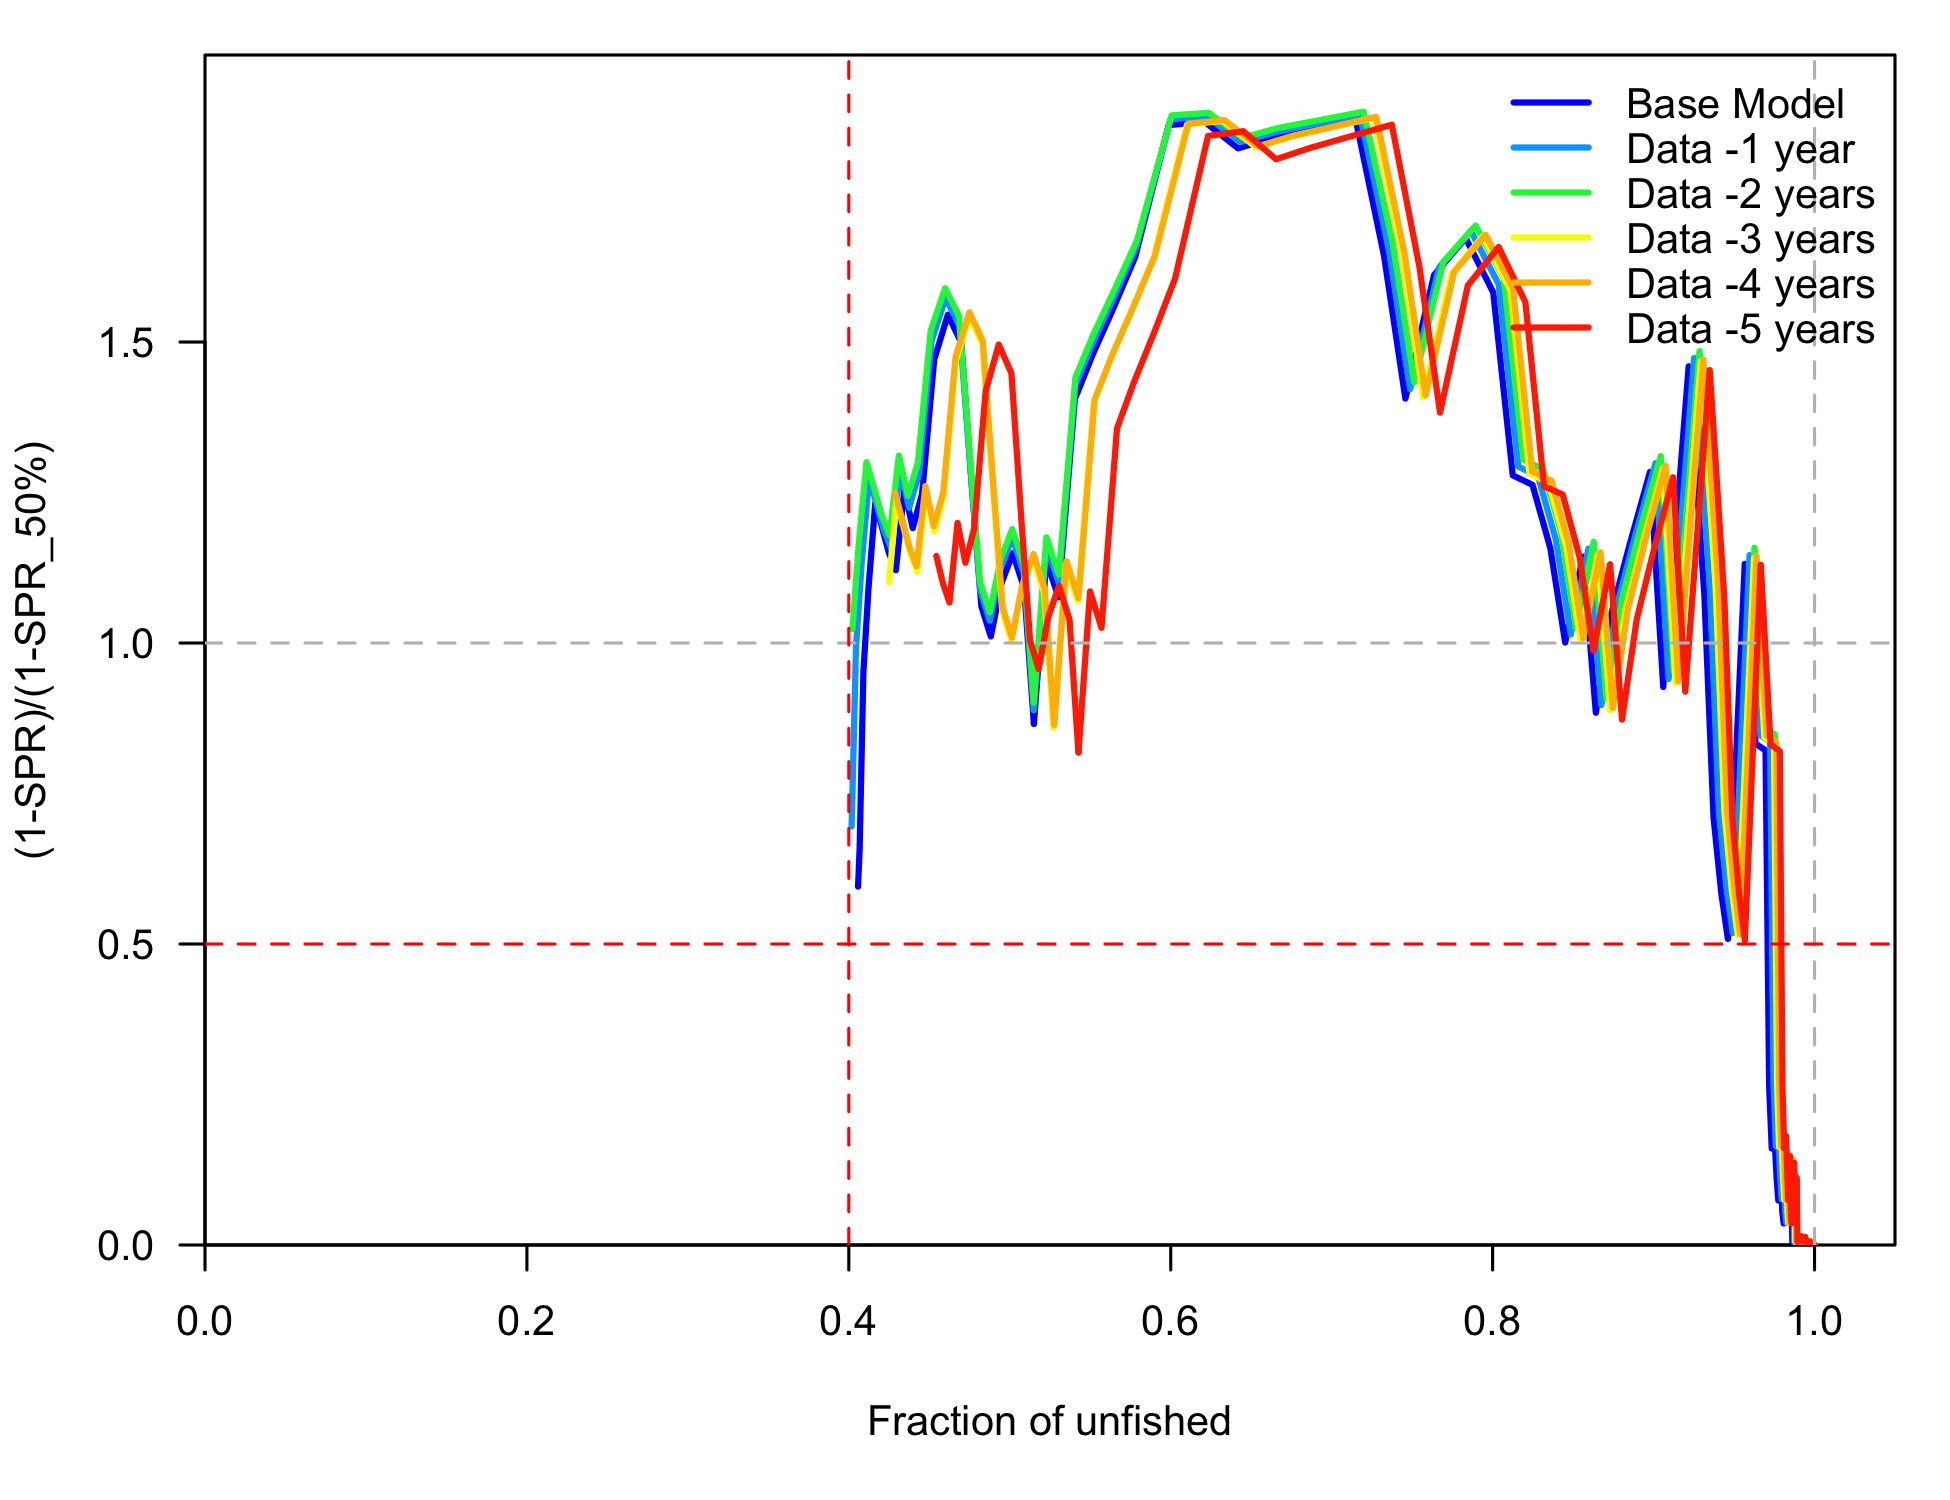 Base Model
Data -1 year
Data -2 years
Data -3 years
Data -4 years
Data -5 years
(1-SPR)/(1-SPR_50%)
1.5
1.0
0.5
0.0
0.0 0.2 0.4 0.6 0.8 1.0
Fraction of unfished